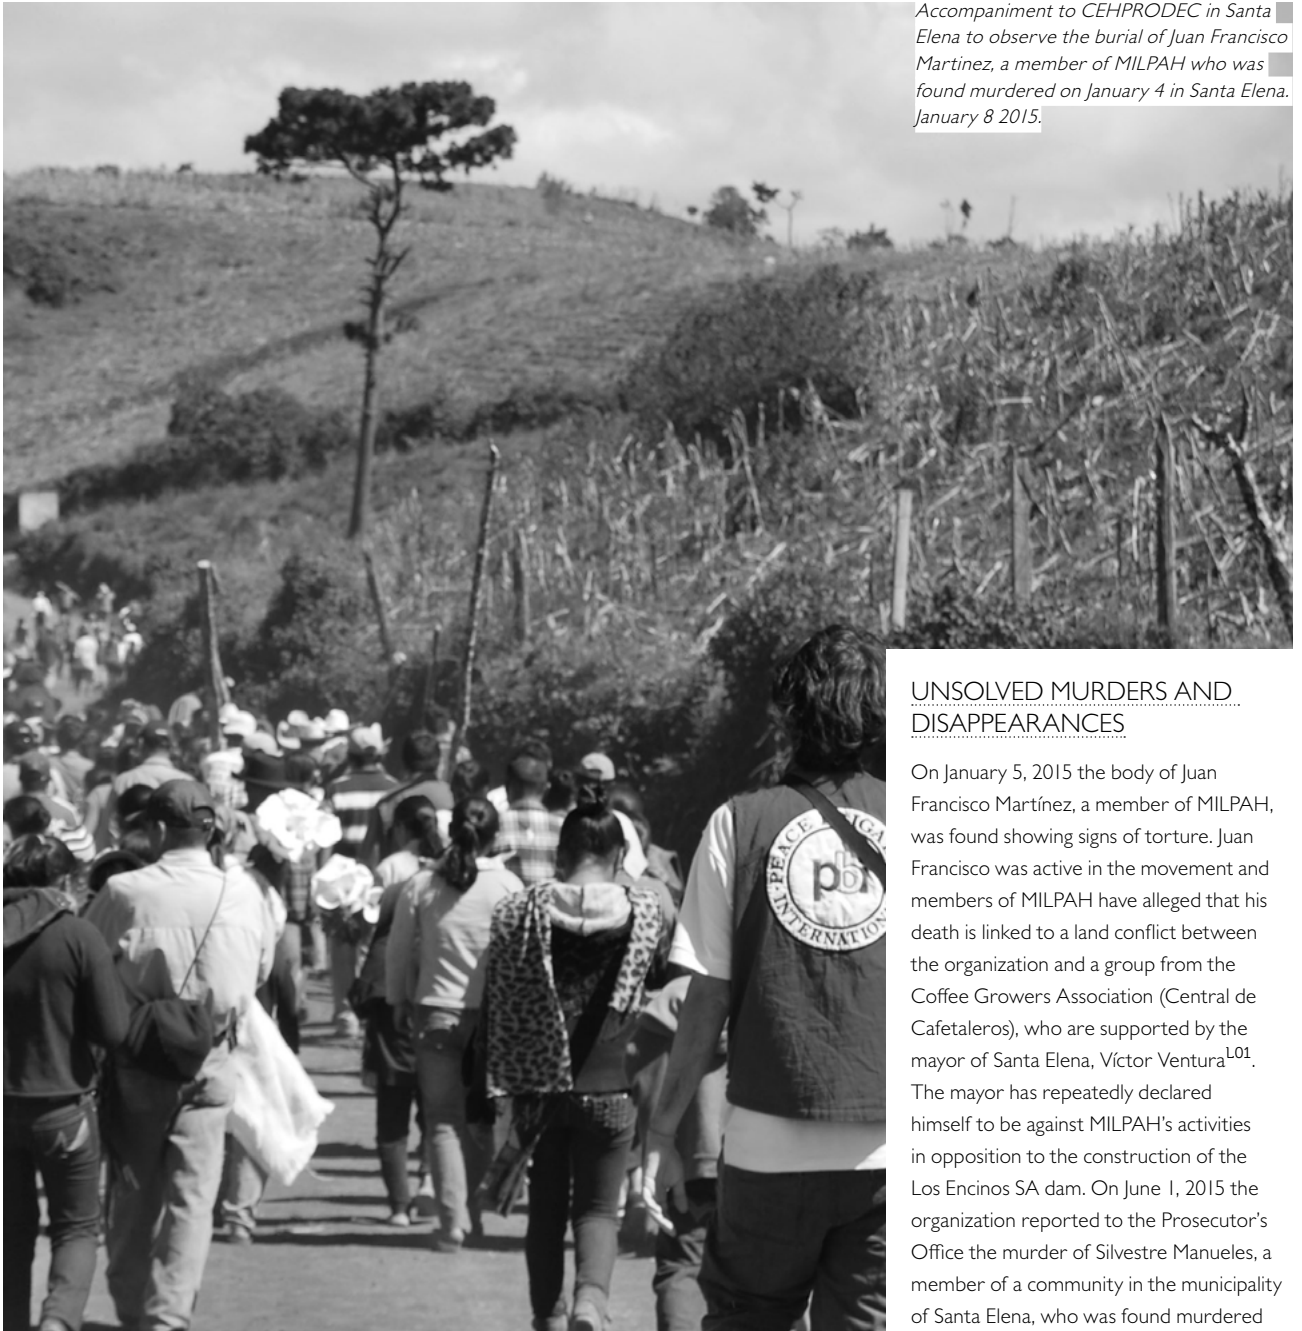 Accompaniment to CEHPRODEC in Santa
Elena to observe the burial of Juan Francisco
Martinez, a member of MILPAH who was
found murdered on January 4 in Santa Elena.
January 8 2015.
PEACE BRIGA
pbi
INTERNATION
UNSOLVED MURDERS AND
DISAPPEARANCES
On January 5, 2015 the body of Juan
Francisco Martínez, a member of MILPAH,
was found showing signs of torture. Juan
Francisco was active in the movement and
members of MILPAH have alleged that his
death is linked to a land conflict between
the organization and a group from the
Coffee Growers Association (Central de
Cafetaleros), who are supported by the
mayor of Santa Elena, Víctor Ventura L01.
The mayor has repeatedly declared
himself to be against MILPAH’s activities
in opposition to the construction of the
Los Encinos SA dam. On June 1, 2015 the
organization reported to the Prosecutor’s
Office the murder of Silvestre Manueles, a
member of a community in the municipality
of Santa Elena, who was found murdered